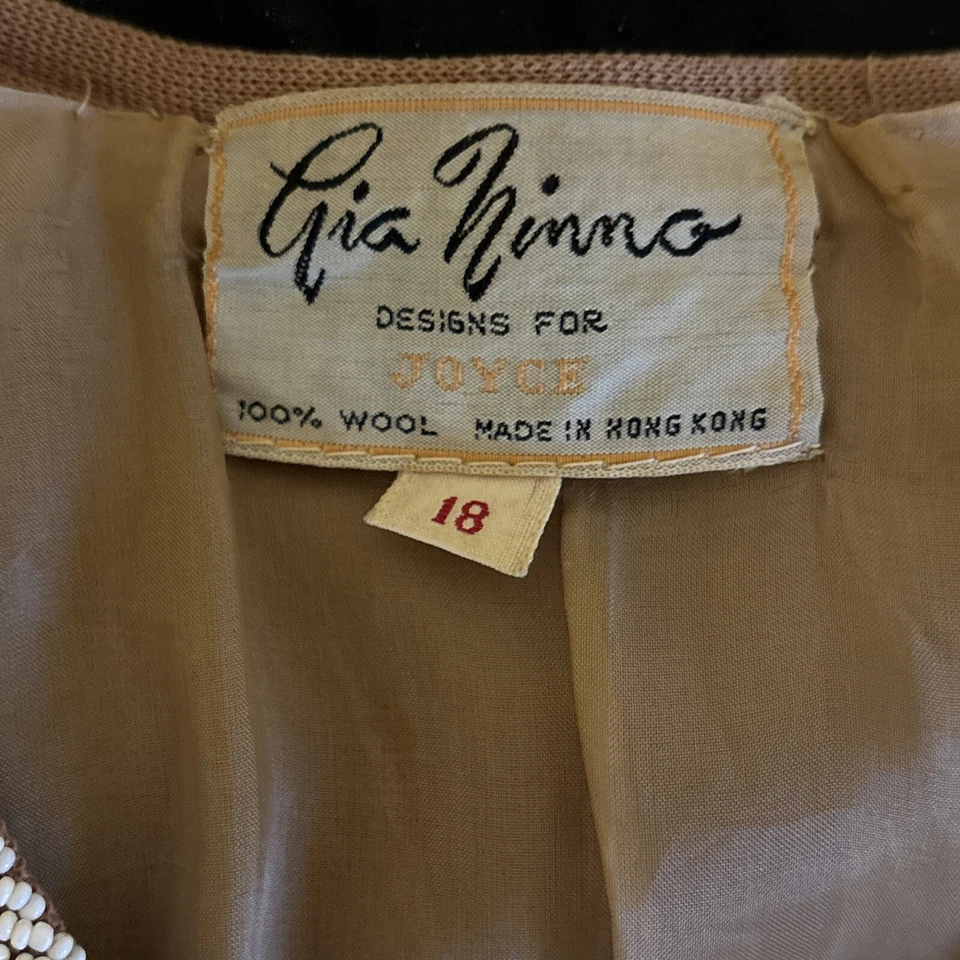 Gia Ninno
DESIGNS FOR
JOYCE
100% WOOL MADE IN HONG KONG
18